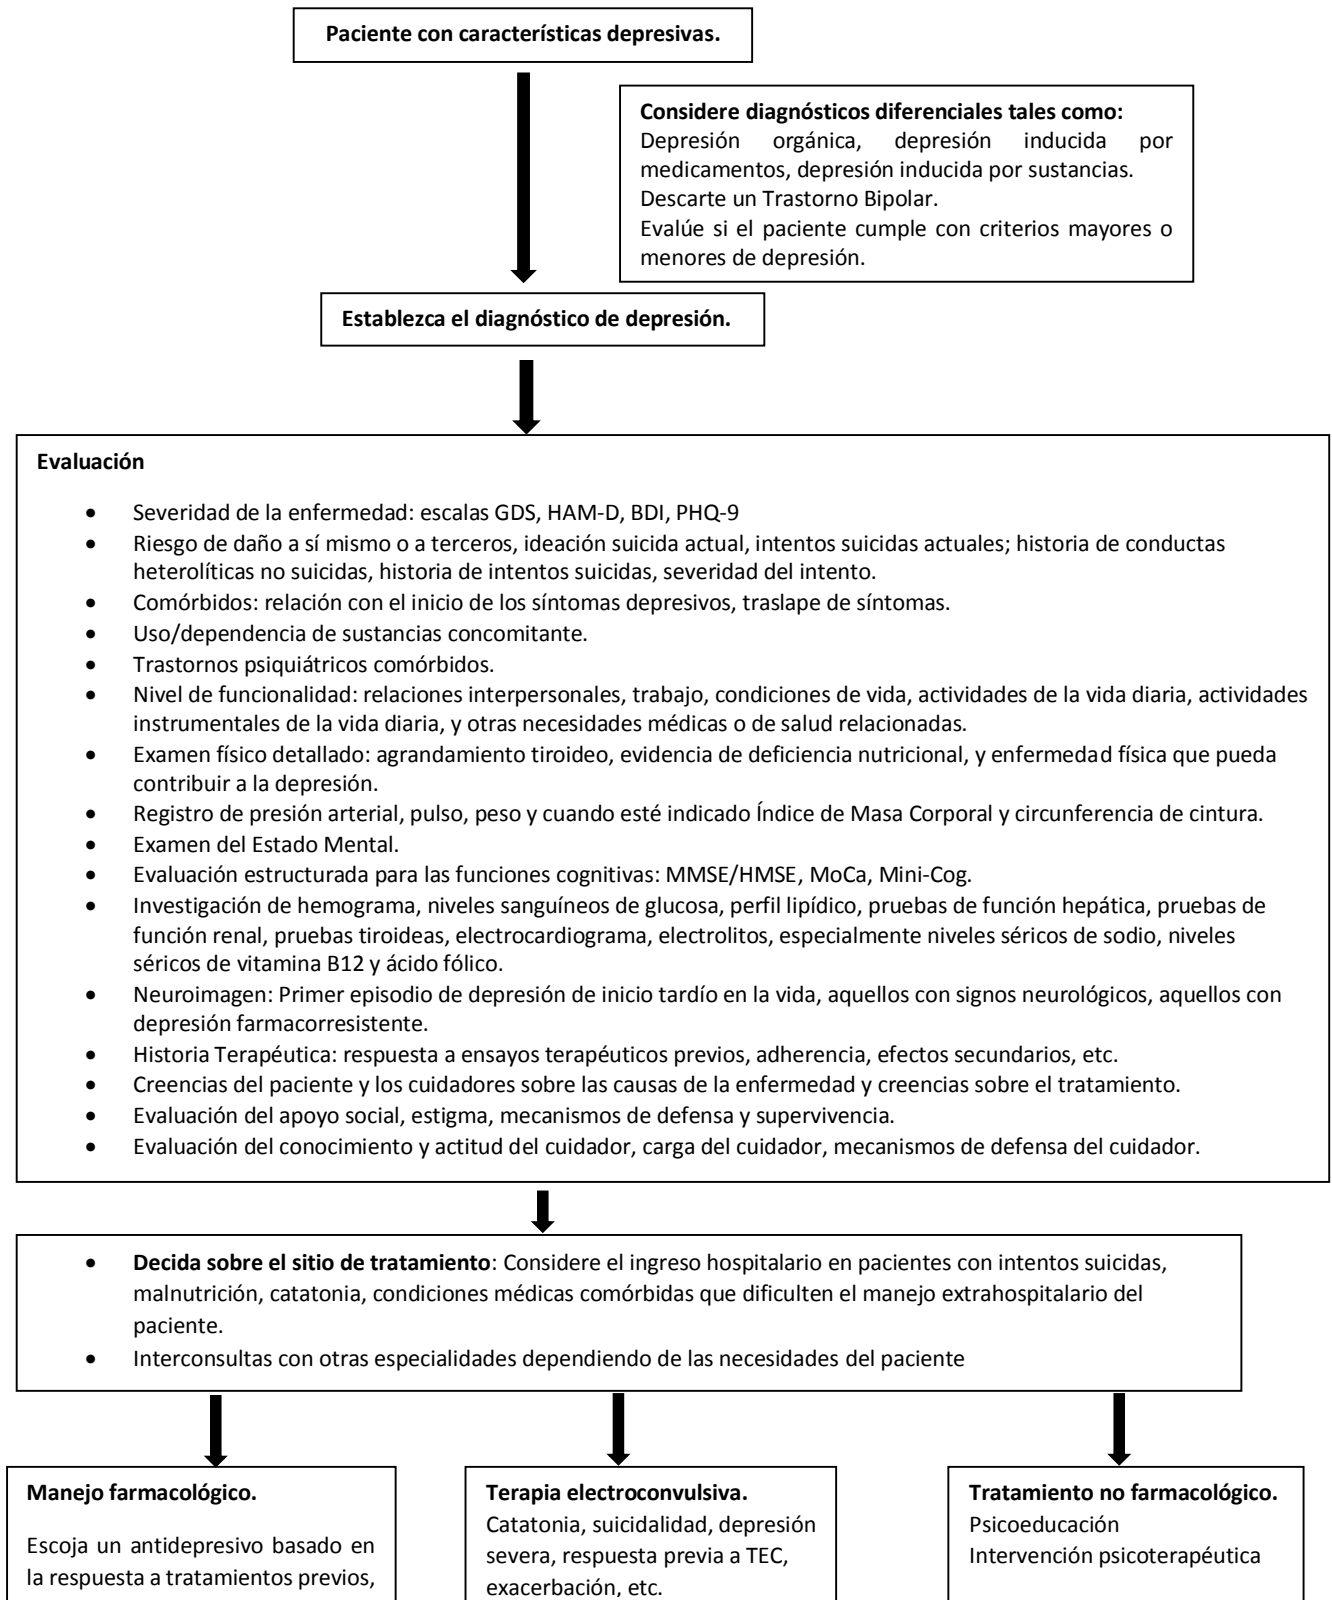 Paciente con características depresivas.
Considere diagnósticos diferenciales tales como:
Depresión orgánica, depresión inducida por
medicamentos, depresión inducida por sustancias.
Descarte un Trastorno Bipolar.
Evalúe si el paciente cumple con criterios mayores o
menores de depresión.
Establezca el diagnóstico de depresión.
Evaluación
• Severidad de la enfermedad: escalas GDS, HAM-D, BDI, PHQ-9
• Riesgo de daño a sí mismo o a terceros, ideación suicida actual, intentos suicidas actuales; historia de conductas
heterolíticas no suicidas, historia de intentos suicidas, severidad del intento.
• Comórbidos: relación con el inicio de los síntomas depresivos, traslape de síntomas.
• Uso/dependencia de sustancias concomitante.
• Trastornos psiquiátricos comórbidos.
• Nivel de funcionalidad: relaciones interpersonales, trabajo, condiciones de vida, actividades de la vida diaria, actividades
instrumentales de la vida diaria, y otras necesidades médicas o de salud relacionadas.
• Examen físico detallado: agrandamiento tiroideo, evidencia de deficiencia nutricional, y enfermedad física que pueda
contribuir a la depresión.
• Registro de presión arterial, pulso, peso y cuando esté indicado Índice de Masa Corporal y circunferencia de cintura.
• Examen del Estado Mental.
• Evaluación estructurada para las funciones cognitivas: MMSE/HMSE, MoCa, Mini-Cog.
• Investigación de hemograma, niveles sanguíneos de glucosa, perfil lipídico, pruebas de función hepática, pruebas de
función renal, pruebas tiroideas, electrocardiograma, electrolitos, especialmente niveles séricos de sodio, niveles
séricos de vitamina B12 y ácido fólico.
• Neuroimagen: Primer episodio de depresión de inicio tardío en la vida, aquellos con signos neurológicos, aquellos con
depresión farmacorresistente.
• Historia Terapéutica: respuesta a ensayos terapéuticos previos, adherencia, efectos secundarios, etc.
• Creencias del paciente y los cuidadores sobre las causas de la enfermedad y creencias sobre el tratamiento.
• Evaluación del apoyo social, estigma, mecanismos de defensa y supervivencia.
• Evaluación del conocimiento y actitud del cuidador, carga del cuidador, mecanismos de defensa del cuidador.
• Decida sobre el sitio de tratamiento: Considere el ingreso hospitalario en pacientes con intentos suicidas,
malnutrición, catatonia, condiciones médicas comórbidas que dificulten el manejo extrahospitalario del
paciente.
• Interconsultas con otras especialidades dependiendo de las necesidades del paciente
Manejo farmacológico.
Escoja un antidepresivo basado en
la respuesta a tratamientos previos,
Terapia electroconvulsiva.
Catatonia, suicidalidad, depresión
severa, respuesta previa a TEC,
exacerbación, etc.
Tratamiento no farmacológico.
Psicoeducación
Intervención psicoterapéutica